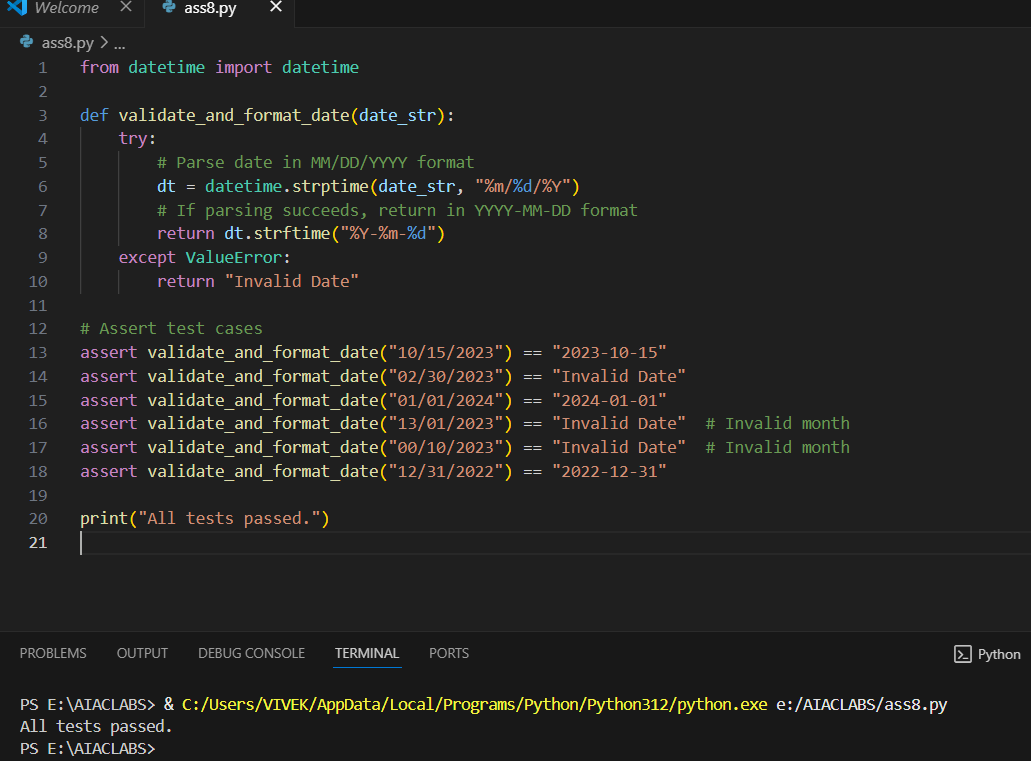 Welcome ass8.py
ass8.py > ...
1 from datetime import datetime
2
3 def validate_and_format_date(date_str):
4     try:
5         # Parse date in MM/DD/YYYY format
6         dt = datetime.strptime(date_str, "%m/%d/%Y")
7         # If parsing succeeds, return in YYYY-MM-DD format
8         return dt.strftime("%Y-%m-%d")
9     except ValueError:
10         return "Invalid Date"
11
12 # Assert test cases
13 assert validate_and_format_date("10/15/2023") == "2023-10-15"
14 assert validate_and_format_date("02/30/2023") == "Invalid Date"
15 assert validate_and_format_date("01/01/2024") == "2024-01-01"
16 assert validate_and_format_date("13/01/2023") == "Invalid Date"  # Invalid month
17 assert validate_and_format_date("00/10/2023") == "Invalid Date"  # Invalid month
18 assert validate_and_format_date("12/31/2022") == "2022-12-31"
19
20 print("All tests passed.")
21
PROBLEMS OUTPUT DEBUG CONSOLE TERMINAL PORTS Python
PS E:\AIACLABS> & C:/Users/VIVEK/AppData/Local/Programs/Python/Python312/python.exe e:/AIACLABS/ass8.py
All tests passed.
PS E:\AIACLABS>